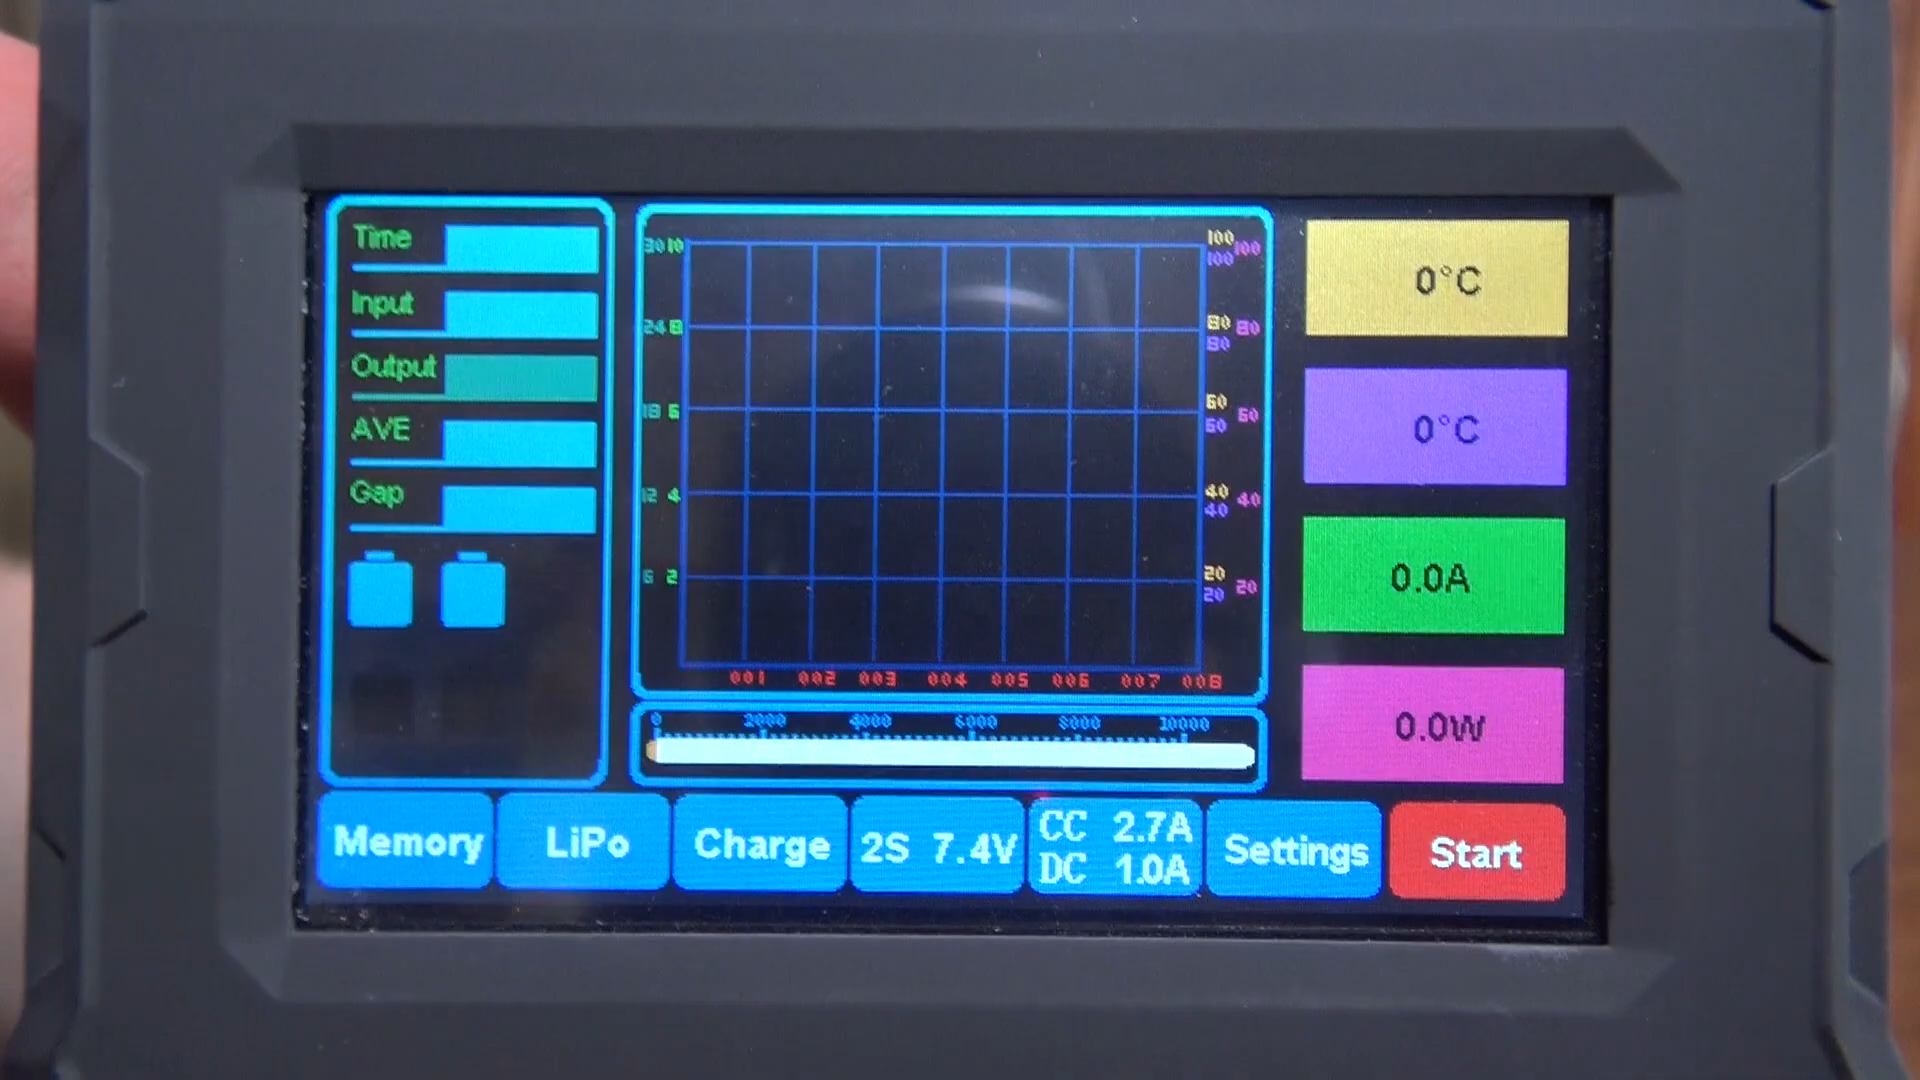 Time
Input
Output
AVE
Gap
30 10
24 8
18 6
12 4
6 2
100 100
100
80 80
80
60 60
60
40 40
40
20 20
20
001 002 003 004 005 006 007 008
0 2000 4000 6000 8000 10000
0°C
0°C
0.0A
0.0W
Memory
LiPo
Charge
2S 7.4V
CC 2.7A
DC 1.0A
Settings
Start